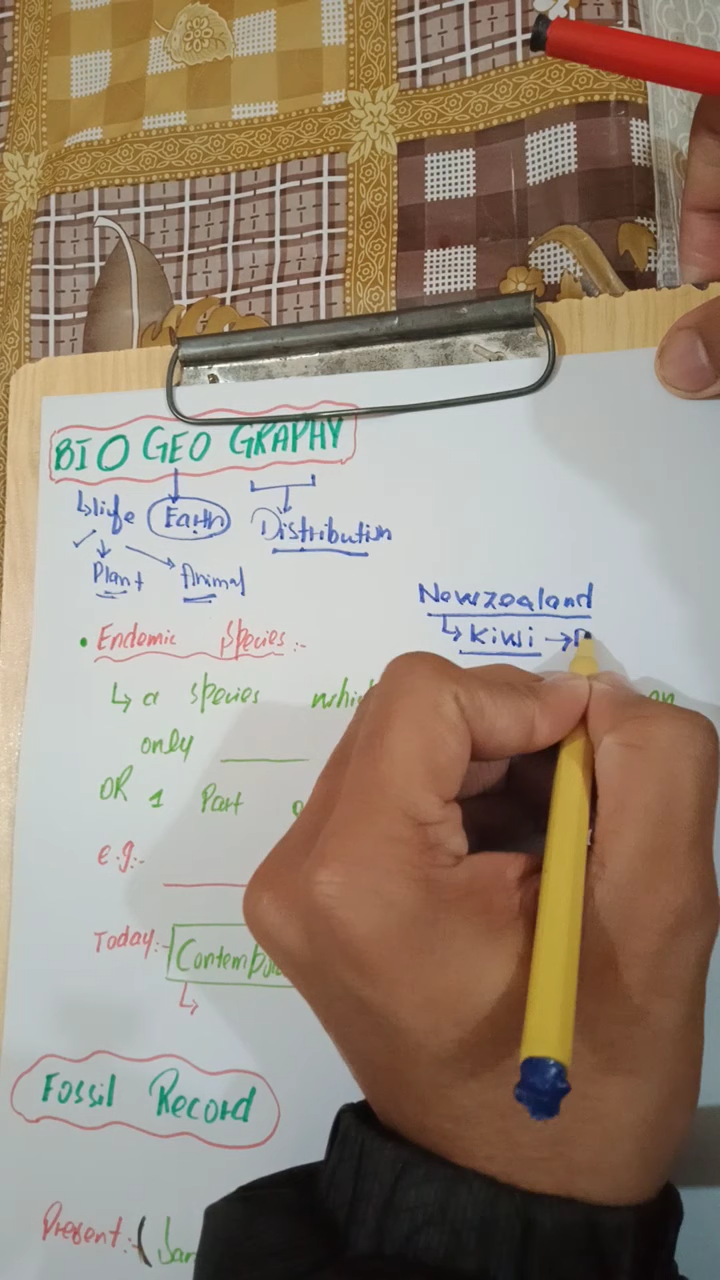 BIO GEO GRAPHY
life Earth Distribution
Plant Animal
Newzealand
Kiwi →
• Endemic Species:-
a species
only
OR 1 Part
e.g:-
Today:-
Fossil Record
Present:- (